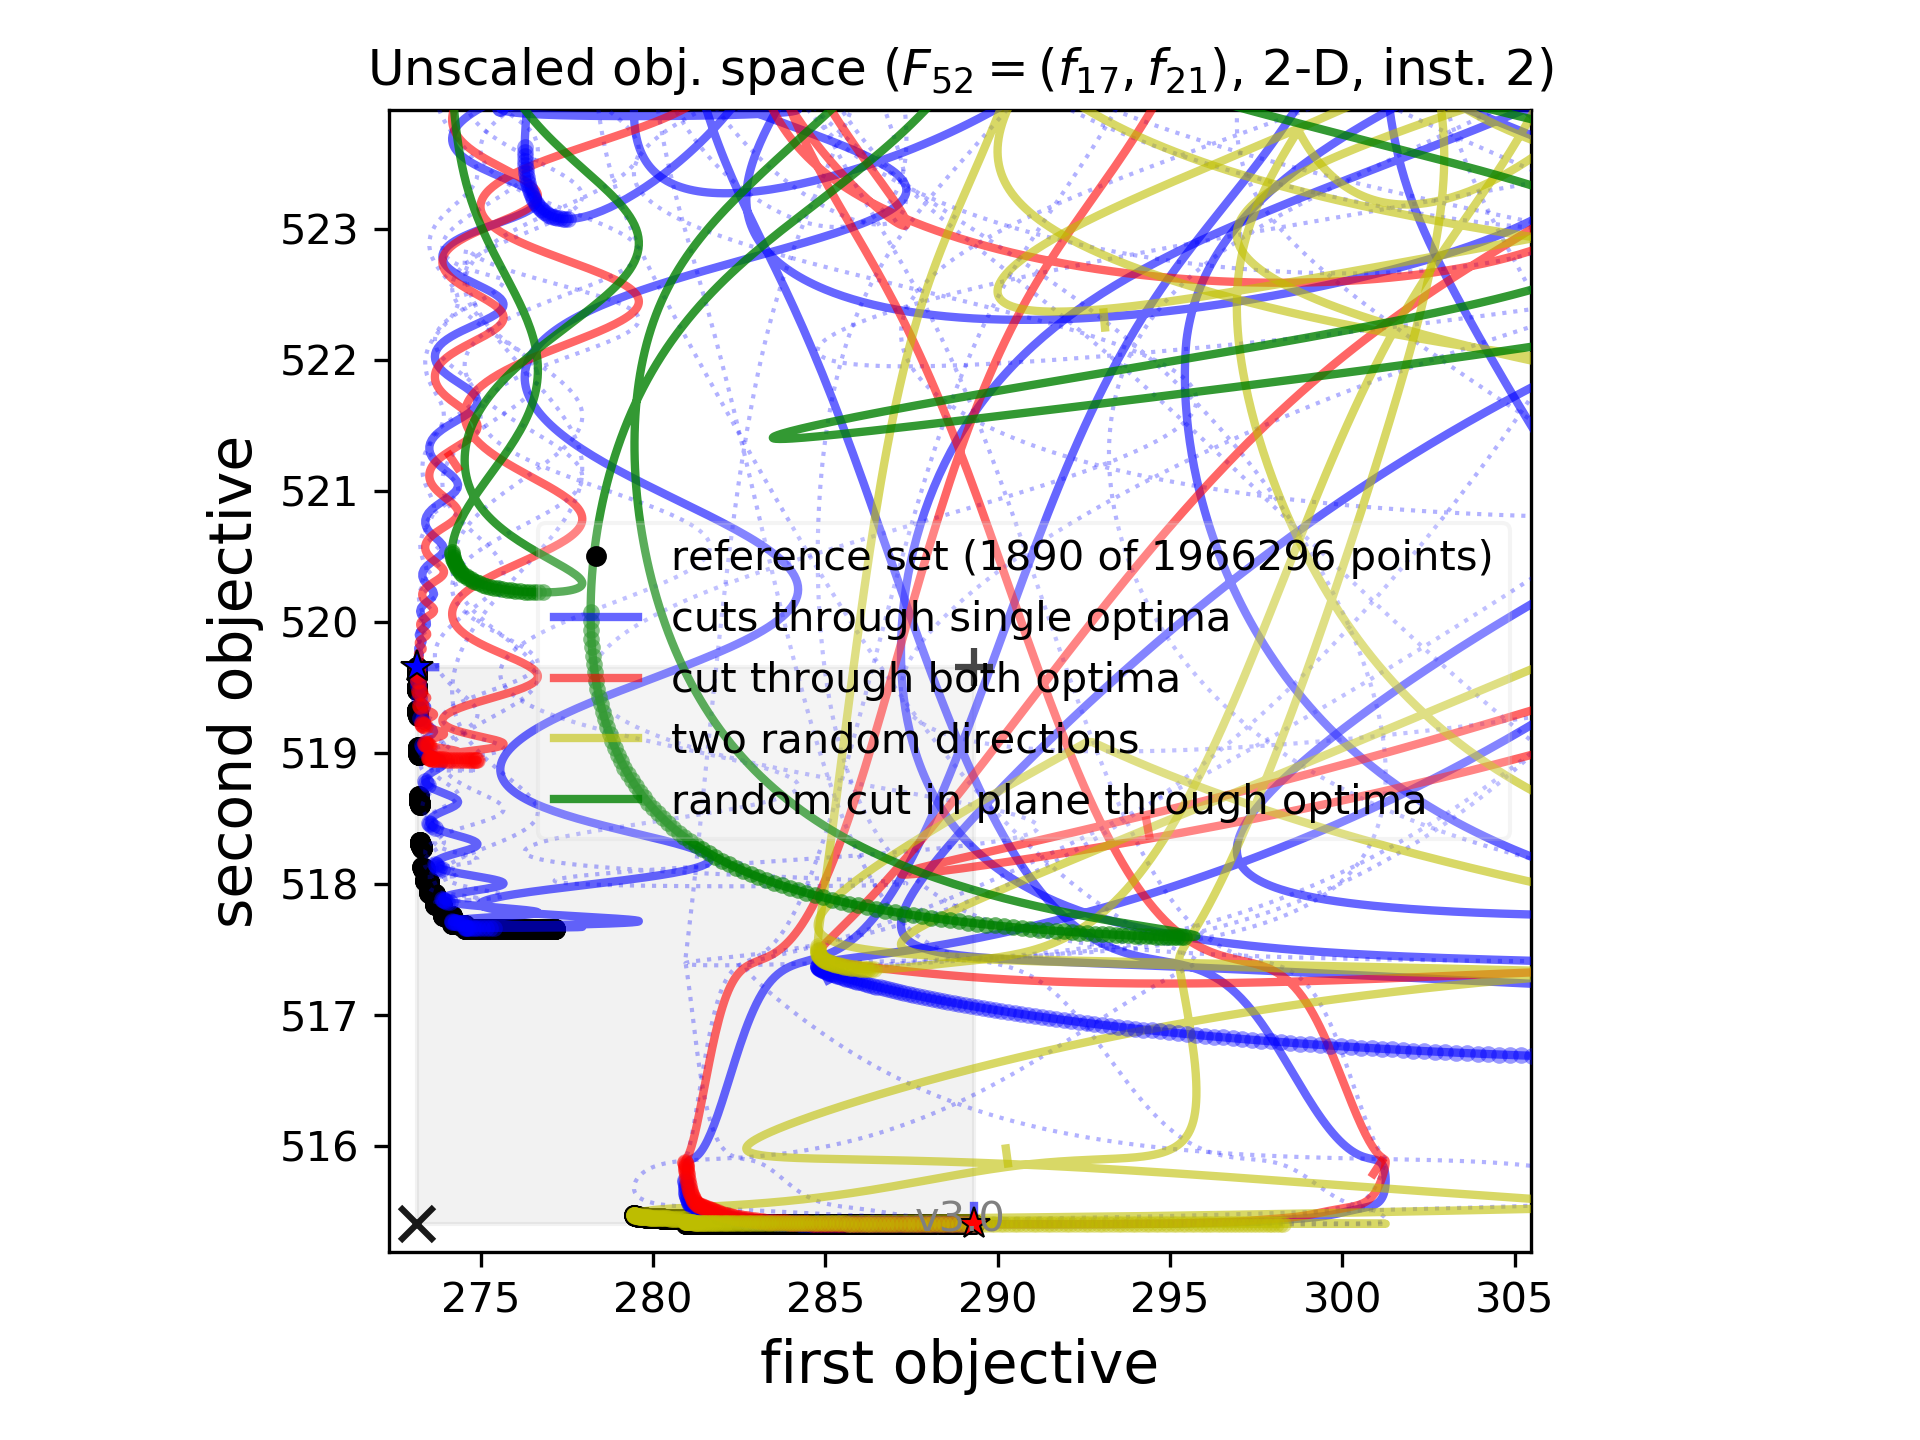 Unscaled obj. space (F52 = (f17, f21), 2-D, inst. 2)
second objective
523
522
521
520
519
518
517
516
reference set (1890 of 1966296 points)
cuts through single optima
cut through both optima
two random directions
random cut in plane through optima
v3.0
275 280 285 290 295 300 305
first objective